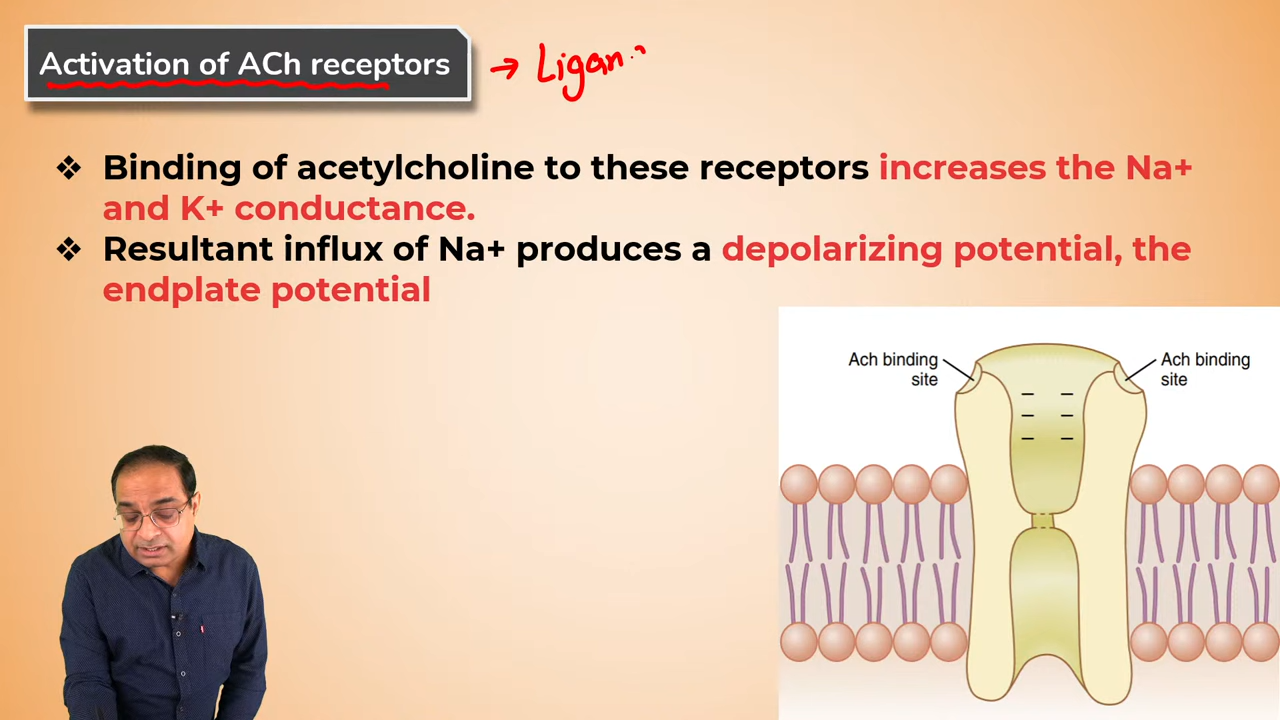 Activation of ACh receptors → Ligan
❖ Binding of acetylcholine to these receptors increases the Na+
and K+ conductance.
❖ Resultant influx of Na+ produces a depolarizing potential, the
endplate potential
Ach binding
site
Ach binding
site